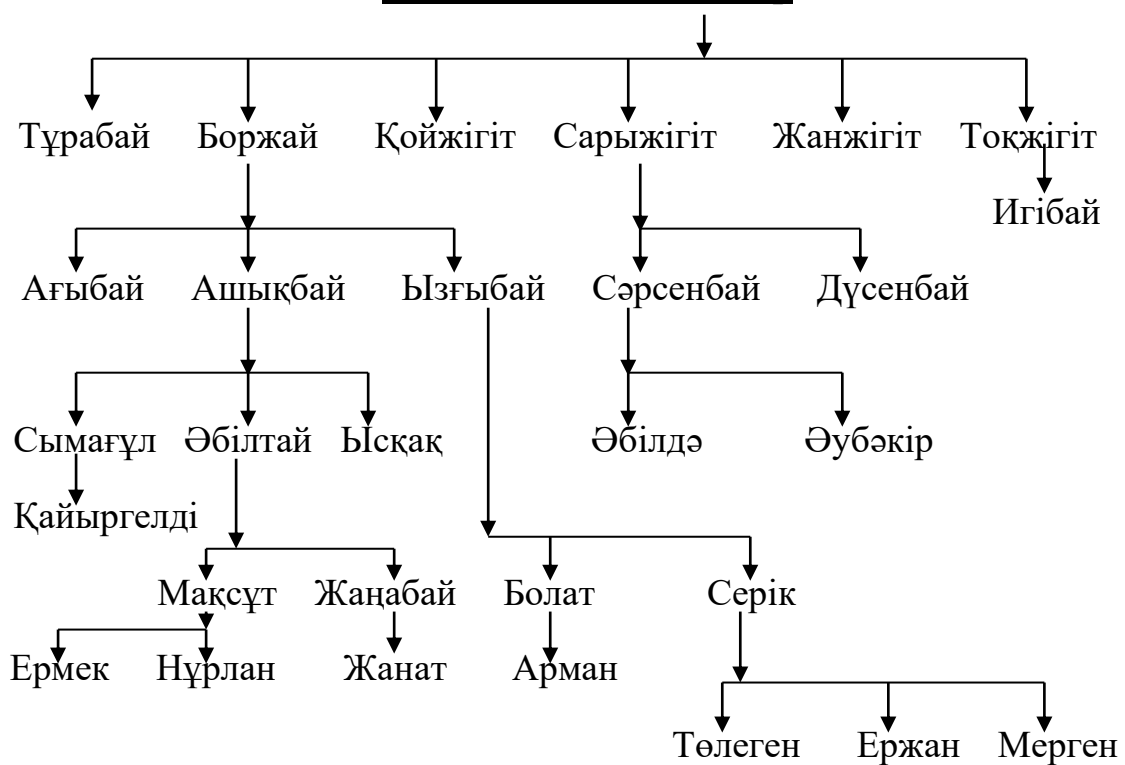 Тұрабай Боржай Қойжігіт Сарыжігіт Жанжігіт Тоқжігіт
Игібай
Ағыбай Ашықбай Ызғыбай Сәрсенбай Дүсенбай
Сымағұл Әбілтай Ысқақ Әбілдә Әубәкір
Қайыргелді
Мақсұт Жаңабай Болат Серік
Ермек Нұрлан Жанат Арман
Төлеген Ержан Мерген